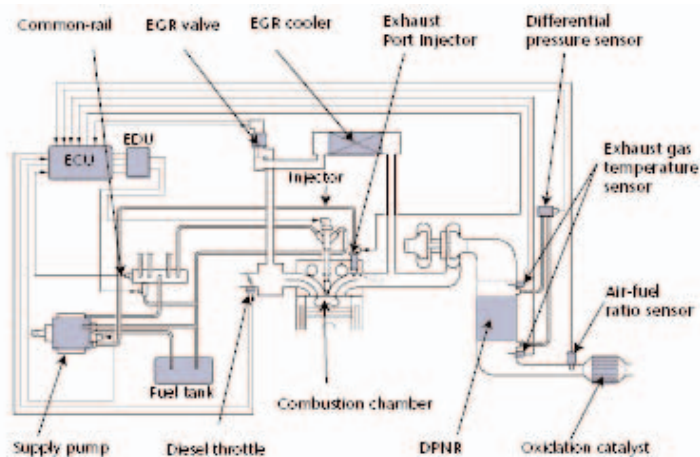 Common-rail
EGR valve
EGR cooler
Exhaust
Port Injector
Differential
pressure sensor
ECU
EDU
Injector
Exhaust gas
temperature
sensor
Air-fuel
ratio sensor
Fuel tank
Combustion chamber
Supply pump
Diesel throttle
DPNR
Oxidation catalyst